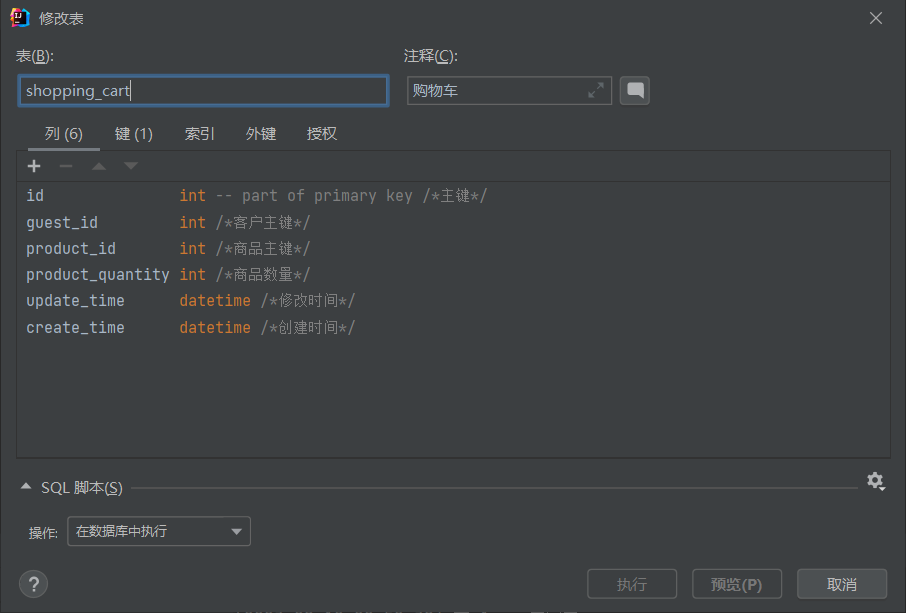 修改表
表(B):
注释(C):
shopping_cart
购物车
列 (6) 键 (1) 索引 外键 授权
id int -- part of primary key /*主键*/
guest_id int /*客户主键*/
product_id int /*商品主键*/
product_quantity int /*商品数量*/
update_time datetime /*修改时间*/
create_time datetime /*创建时间*/
SQL 脚本(S)
操作: 在数据库中执行
? 执行 预览(P) 取消